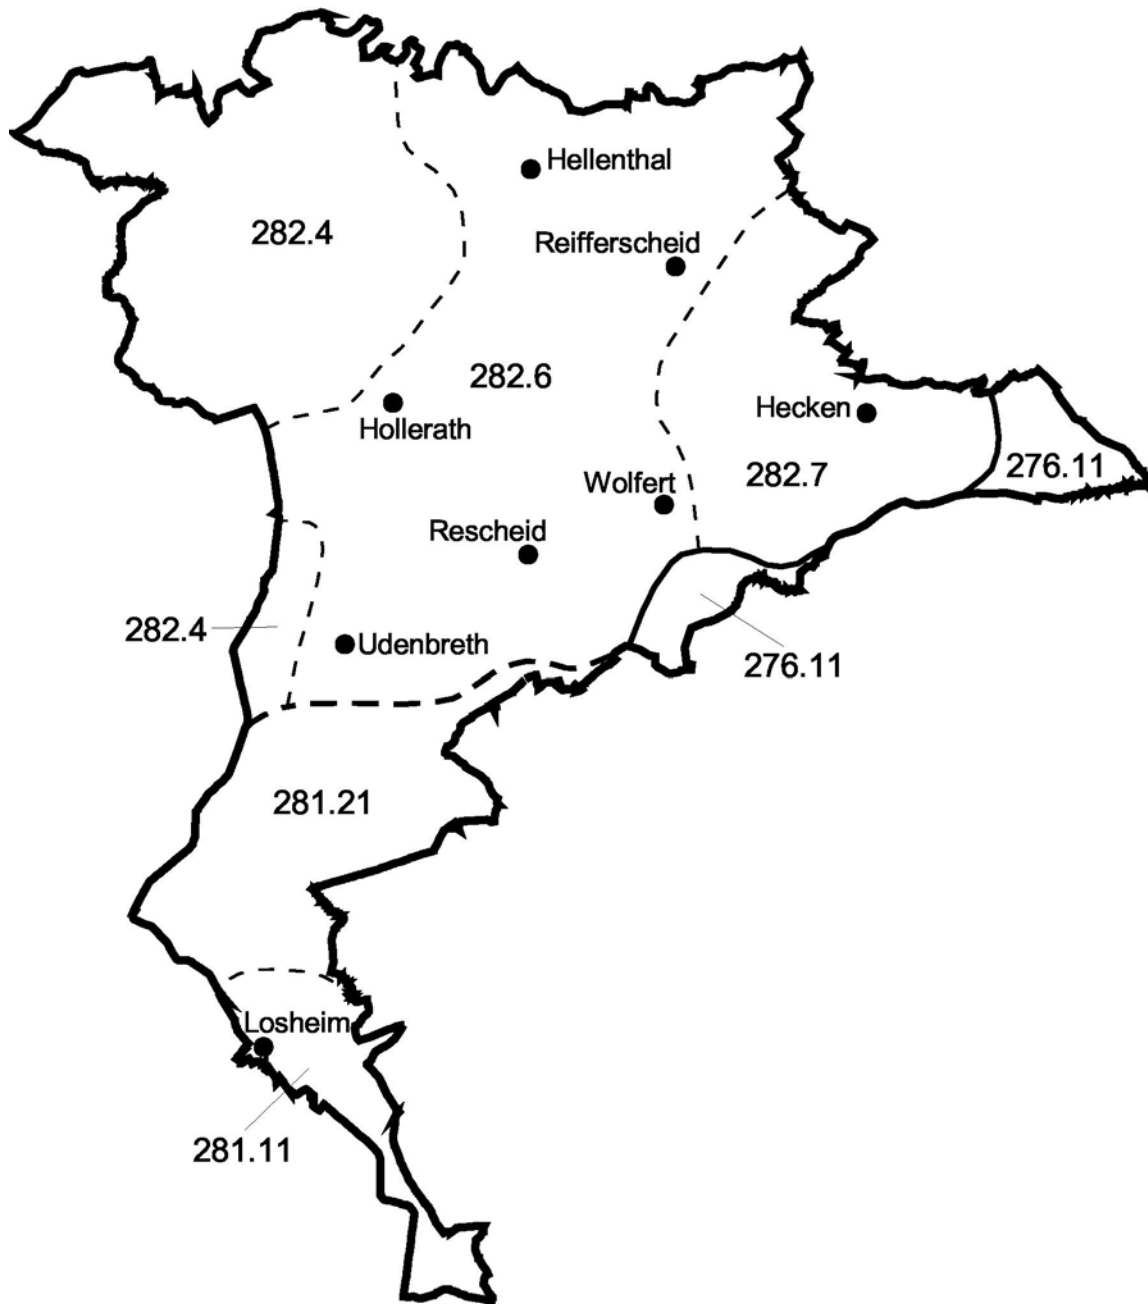 Hellenthal
282.4
Reifferscheid
282.6
Hollerath
Hecken
276.11
282.7
Wolfert
Rescheid
282.4
Udenbreth
276.11
281.21
Losheim
281.11